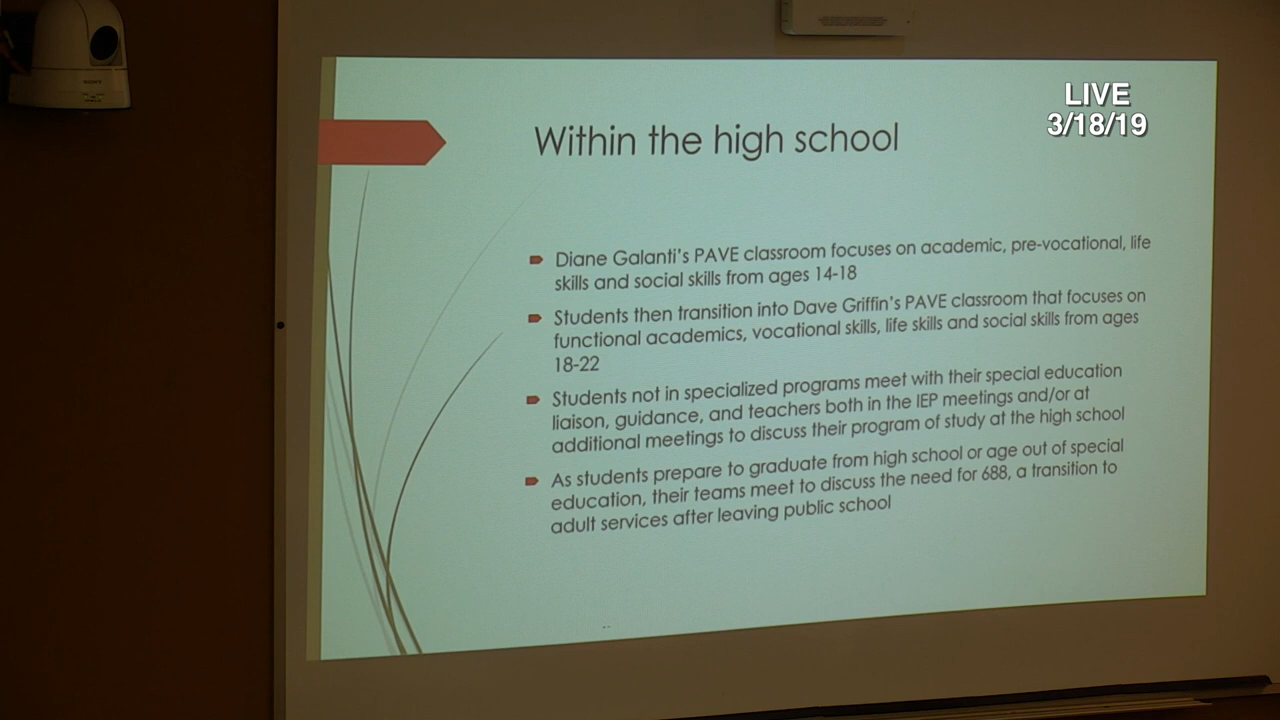 SONY
LIVE
3/18/19
Within the high school
Diane Galanti's PAVE classroom focuses on academic, pre-vocational, life
skills and social skills from ages 14-18
Students then transition into Dave Griffin's PAVE classroom that focuses on
functional academics, vocational skills, life skills and social skills from ages
18-22
Students not in specialized programs meet with their special education
liaison, guidance, and teachers both in the IEP meetings and/or at
additional meetings to discuss their program of study at the high school
As students prepare to graduate from high school or age out of special
education, their teams meet to discuss the need for 688, a transition to
adult services after leaving public school